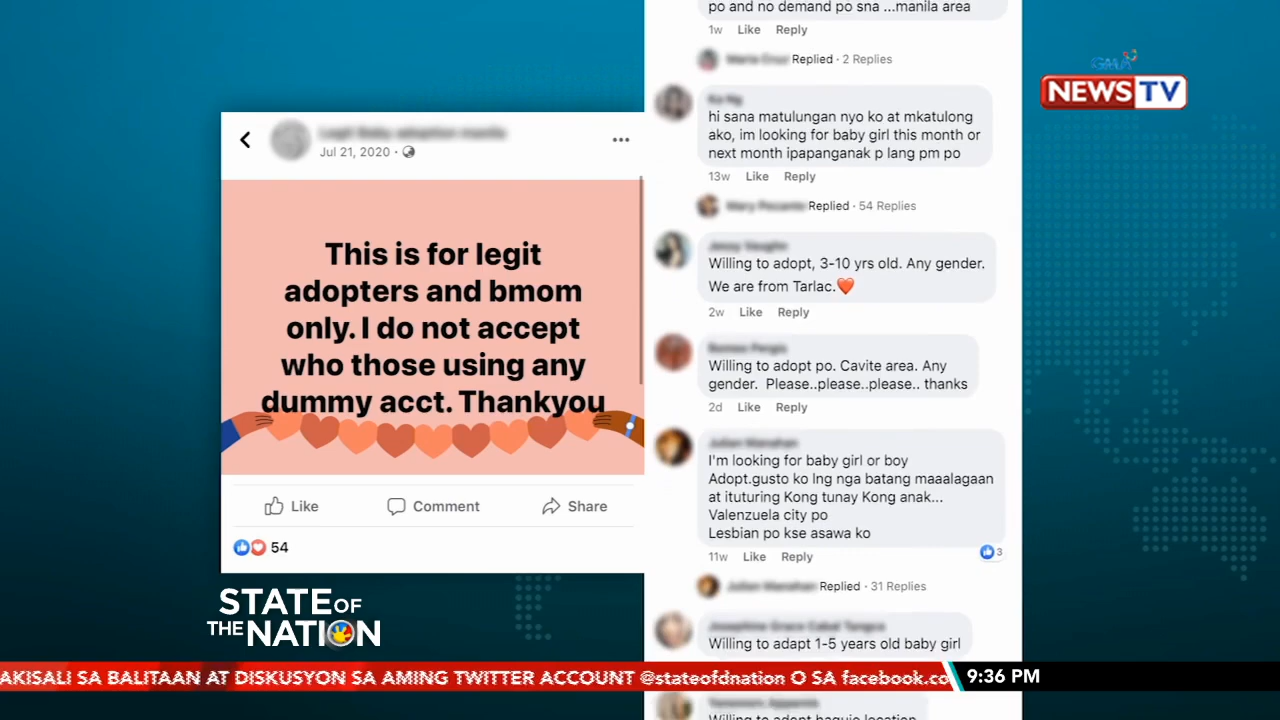 Jul 21, 2020
This is for legit
adopters and bmom
only. I do not accept
who those using any
dummy acct. Thankyou
Like
Comment
Share
54
po and no demand po sna ...manila area
1w Like Reply
Replied · 2 Replies
hi sana matulungan nyo ko at mkatulong
ako, im looking for baby girl this month or
next month ipapanganak p lang pm po
13w Like Reply
Replied · 54 Replies
Willing to adopt, 3-10 yrs old. Any gender.
We are from Tarlac.❤️
2w Like Reply
Willing to adopt po. Cavite area. Any
gender. Please..please..please.. thanks
2d Like Reply
I'm looking for baby girl or boy
Adopt.gusto ko lng nga batang maaalagaan
at ituturing Kong tunay Kong anak...
Valenzuela city po
Lesbian po kse asawa ko
11w Like Reply
3
Replied · 31 Replies
Willing to adapt 1-5 years old baby girl
Willing to adopt baguio location
GMA
NEWS TV
STATE OF
THE NATION
AKISALI SA BALITAAN AT DISKUSYON SA AMING TWITTER ACCOUNT @stateofdnation O SA facebook.co
9:36 PM